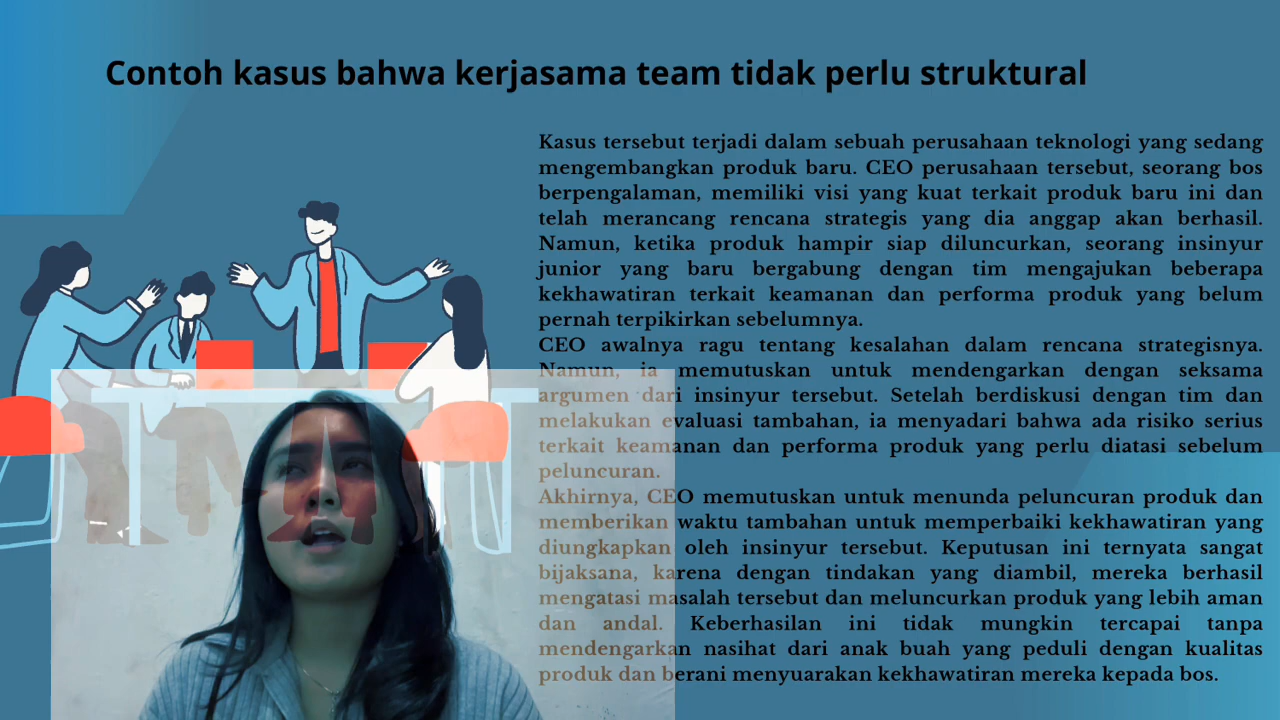 Contoh kasus bahwa kerjasama team tidak perlu struktural
Kasus tersebut terjadi dalam sebuah perusahaan teknologi yang sedang
mengembangkan produk baru. CEO perusahaan tersebut, seorang bos
berpengalaman, memiliki visi yang kuat terkait produk baru ini dan
telah merancang rencana strategis yang dia anggap akan berhasil.
Namun, ketika produk hampir siap diluncurkan, seorang insinyur
junior yang baru bergabung dengan tim mengajukan beberapa
kekhawatiran terkait keamanan dan performa produk yang belum
pernah terpikirkan sebelumnya.
CEO awalnya ragu tentang kesalahan dalam rencana strategisnya.
Namun, ia memutuskan untuk mendengarkan dengan seksama
argumen dari insinyur tersebut. Setelah berdiskusi dengan tim dan
melakukan evaluasi tambahan, ia menyadari bahwa ada risiko serius
terkait keamanan dan performa produk yang perlu diatasi sebelum
peluncuran.
Akhirnya, CEO memutuskan untuk menunda peluncuran produk dan
memberikan waktu tambahan untuk memperbaiki kekhawatiran yang
diungkapkan oleh insinyur tersebut. Keputusan ini ternyata sangat
bijaksana, karena dengan tindakan yang diambil, mereka berhasil
mengatasi masalah tersebut dan meluncurkan produk yang lebih aman
dan andal. Keberhasilan ini tidak mungkin tercapai tanpa
mendengarkan nasihat dari anak buah yang peduli dengan kualitas
produk dan berani menyuarakan kekhawatiran mereka kepada bos.